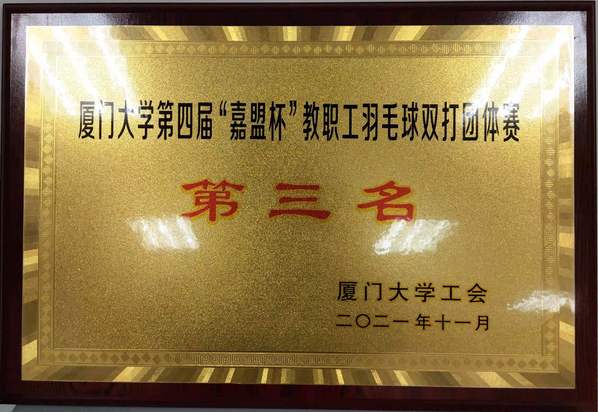 厦门大学第四届“嘉盟杯”教职工羽毛球双打团体赛
第三名
厦门大学工会
二〇二一年十一月